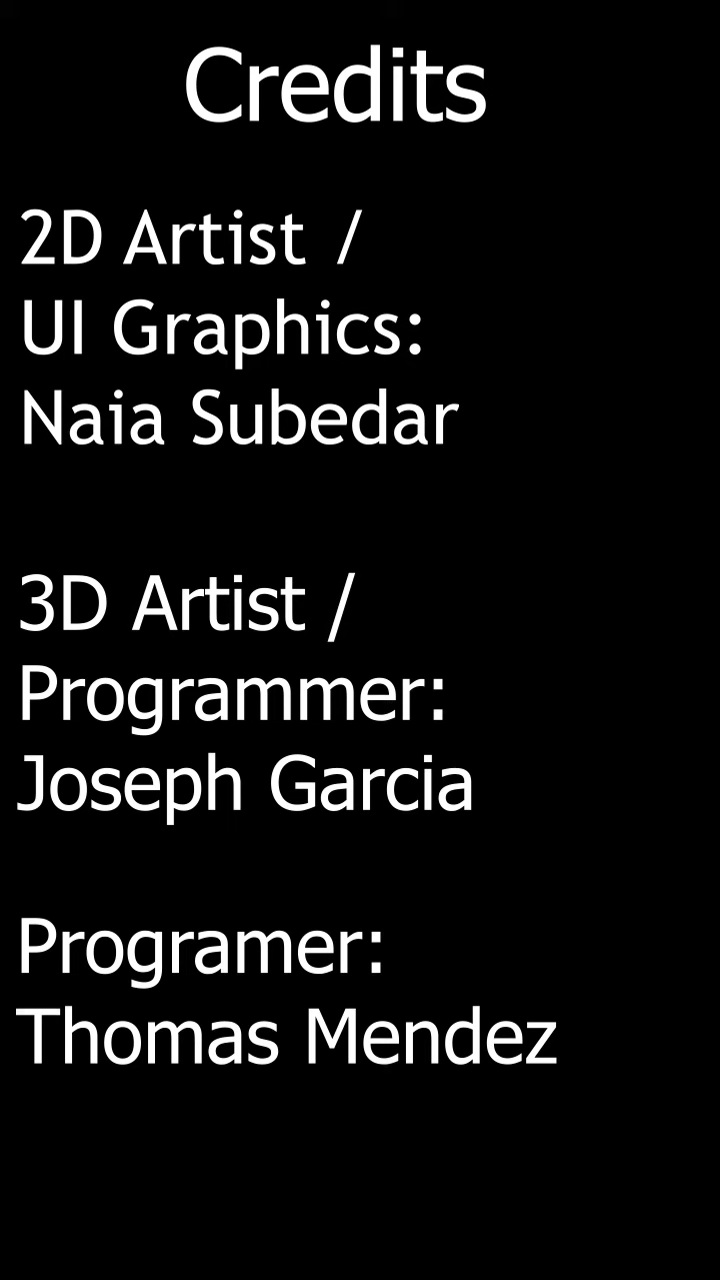 Credits
2D Artist /
UI Graphics:
Naia Subedar
3D Artist /
Programmer:
Joseph Garcia
Programer:
Thomas Mendez